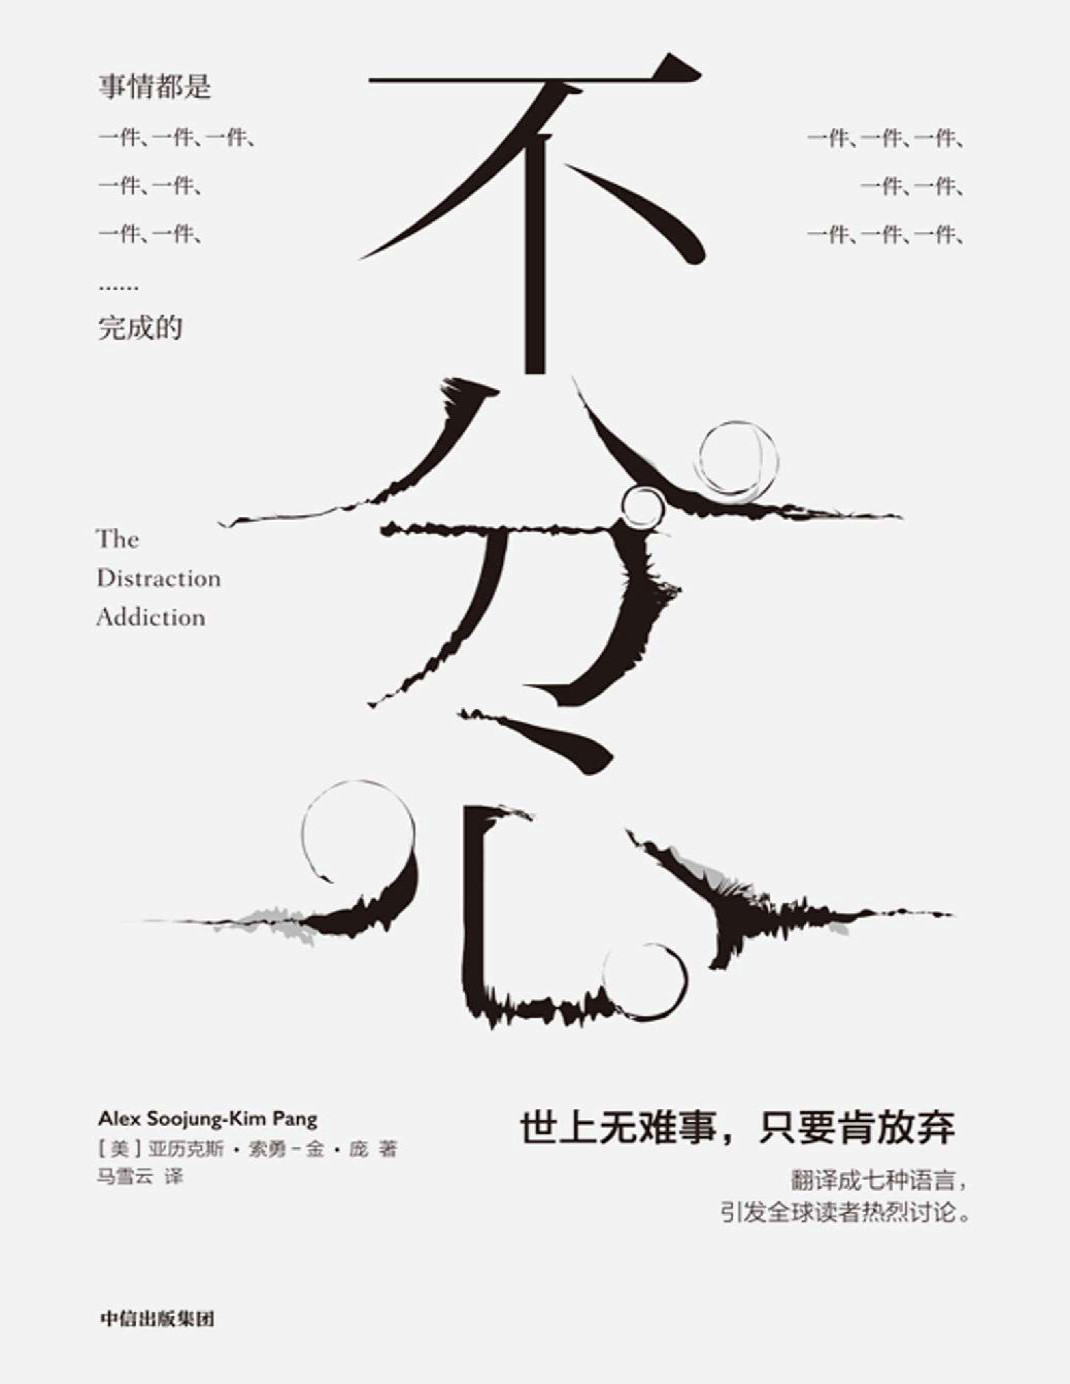 事情都是
一件、一件、一件、
一件、一件、
一件、一件、
……
完成的
一件、一件、一件、
一件、一件、
一件、一件、一件、
不
分
心
The
Distraction
Addiction
Alex Soojung-Kim Pang
[ 美 ] 亚历克斯 · 索勇-金 · 庞 著
马雪云 译
世上无难事，只要肯放弃
翻译成七种语言，
引发全球读者热烈讨论。
中信出版集团